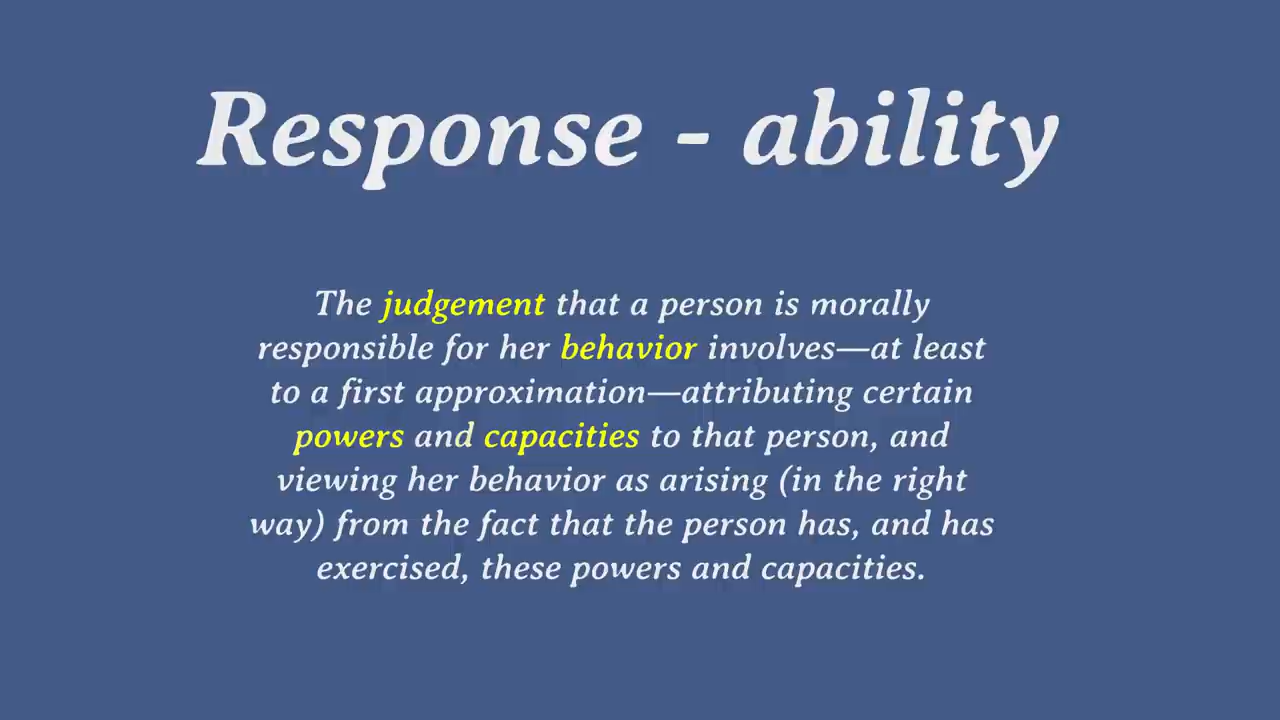 Response - ability
The judgement that a person is morally
responsible for her behavior involves—at least
to a first approximation—attributing certain
powers and capacities to that person, and
viewing her behavior as arising (in the right
way) from the fact that the person has, and has
exercised, these powers and capacities.